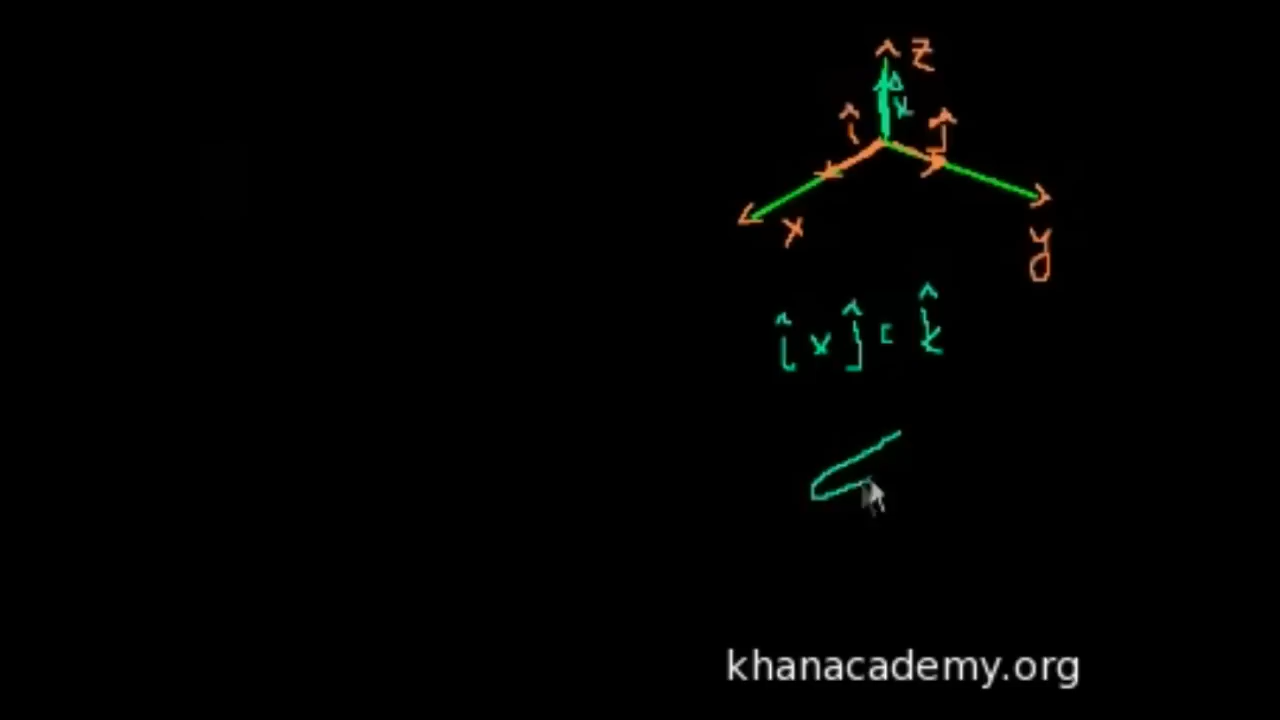 z
k̂
î
ĵ
x
y
î × ĵ = k̂
khanacademy.org